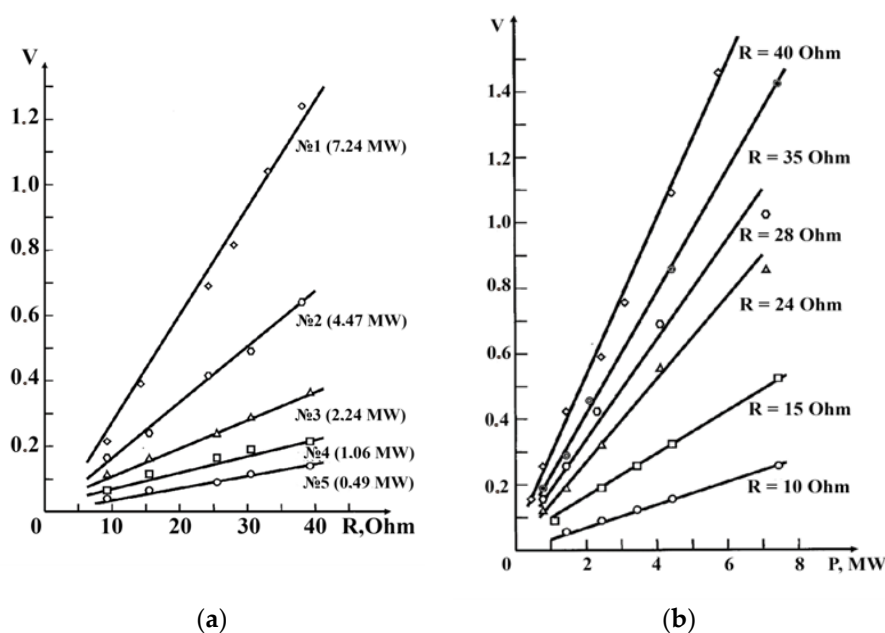 V
1.2
1.0
0.8
0.6
0.4
0.2
0
10
20
30
40
R,Ohm
№1 (7.24 MW)
№2 (4.47 MW)
№3 (2.24 MW)
№4 (1.06 MW)
№5 (0.49 MW)
(a)
V
1.4
1.2
1.0
0.8
0.6
0.4
0.2
0
2
4
6
8
P, MW
R = 40 Ohm
R = 35 Ohm
R = 28 Ohm
R = 24 Ohm
R = 15 Ohm
R = 10 Ohm
(b)